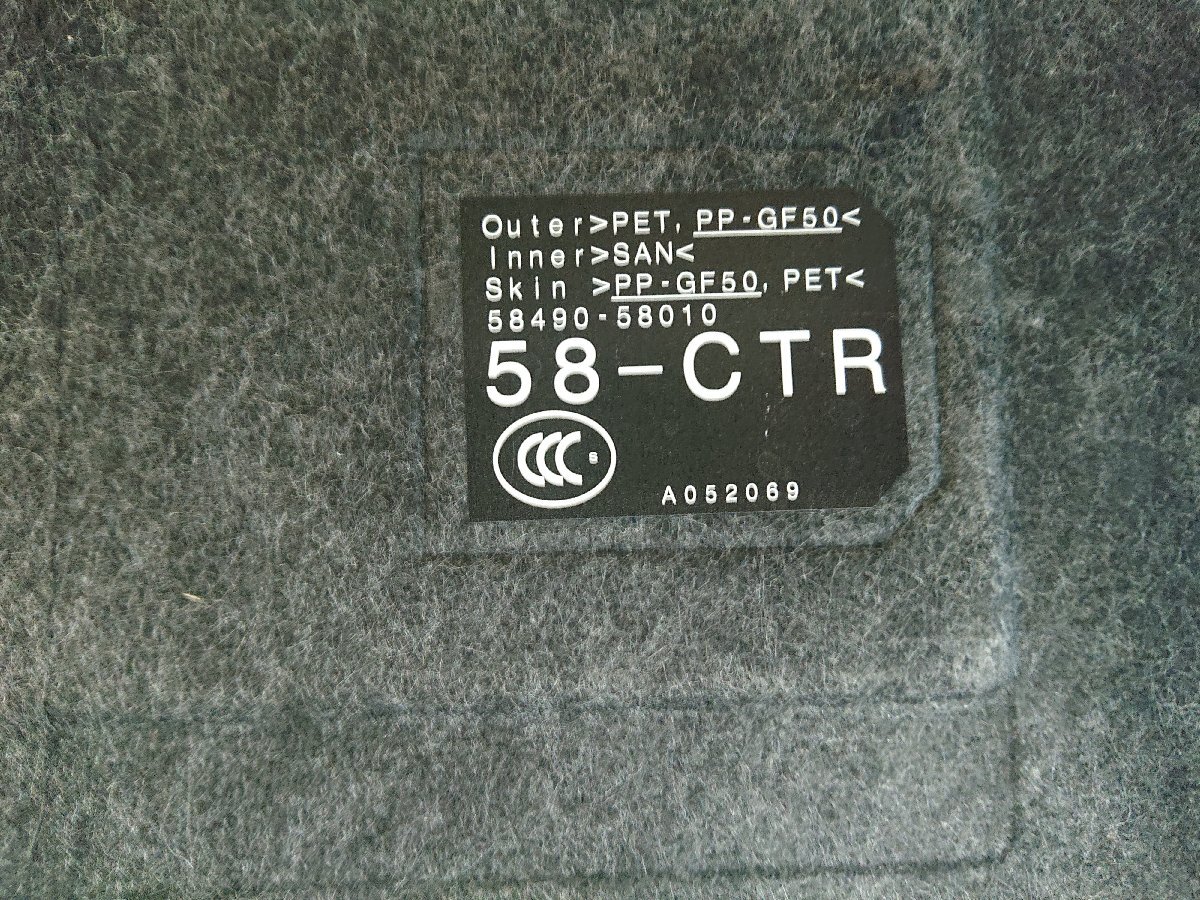 Outer>PET, PP-GF50<
Inner>SAN<
Skin >PP-GF50, PET<
58490-58010
58-CTR
CCC S
A052069